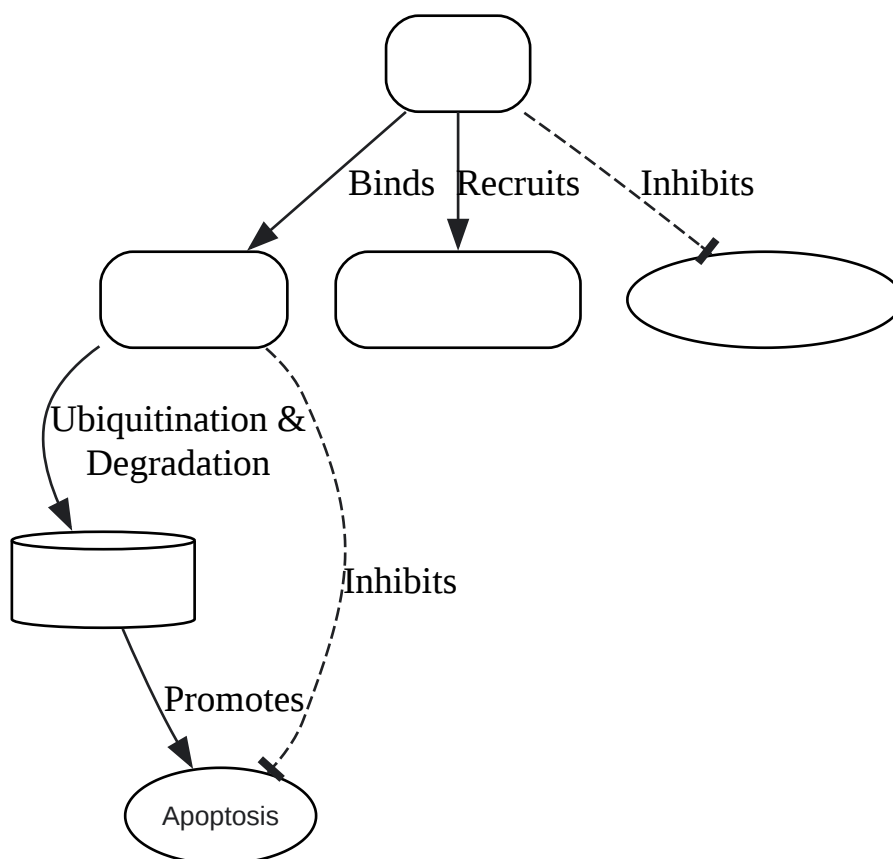 Binds
Recruits
Inhibits
Ubiquitination &
Degradation
Inhibits
Promotes
Apoptosis